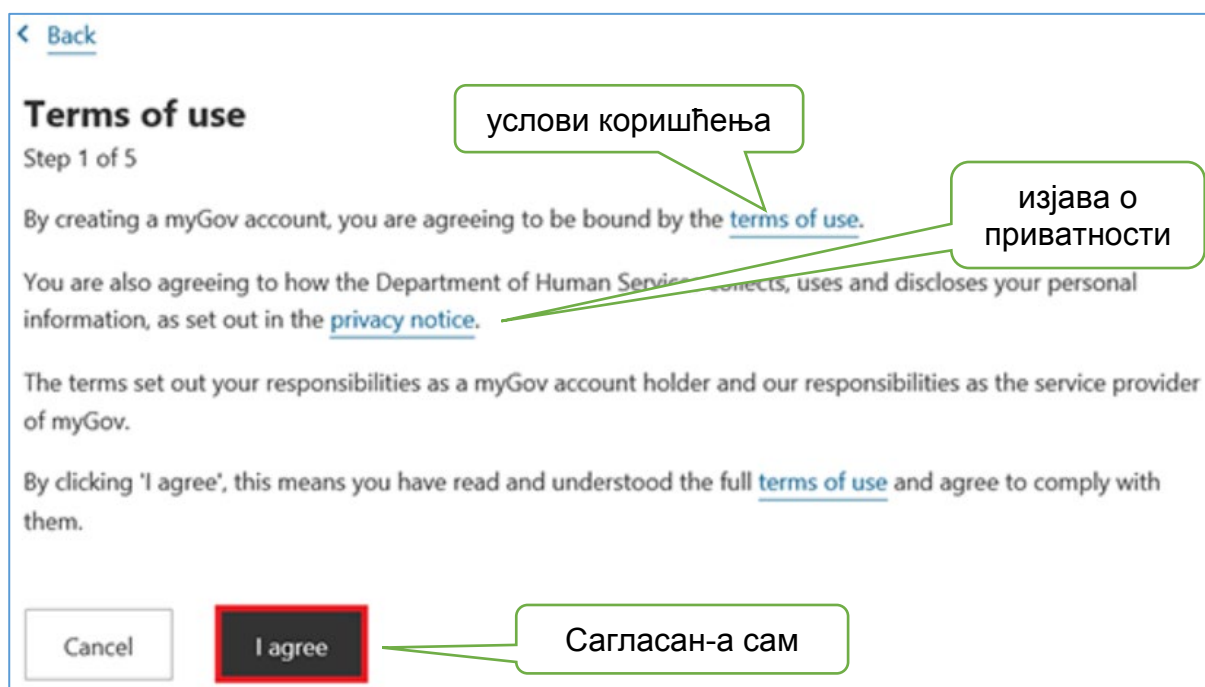 Back
Terms of use
услови коришћења
Step 1 of 5
изјава о
приватности
By creating a myGov account, you are agreeing to be bound by the terms of use.
You are also agreeing to how the Department of Human Services collects, uses and discloses your personal
information, as set out in the privacy notice.
The terms set out your responsibilities as a myGov account holder and our responsibilities as the service provider
of myGov.
By clicking 'I agree', this means you have read and understood the full terms of use and agree to comply with
them.
Cancel
I agree
Сагласан-а сам